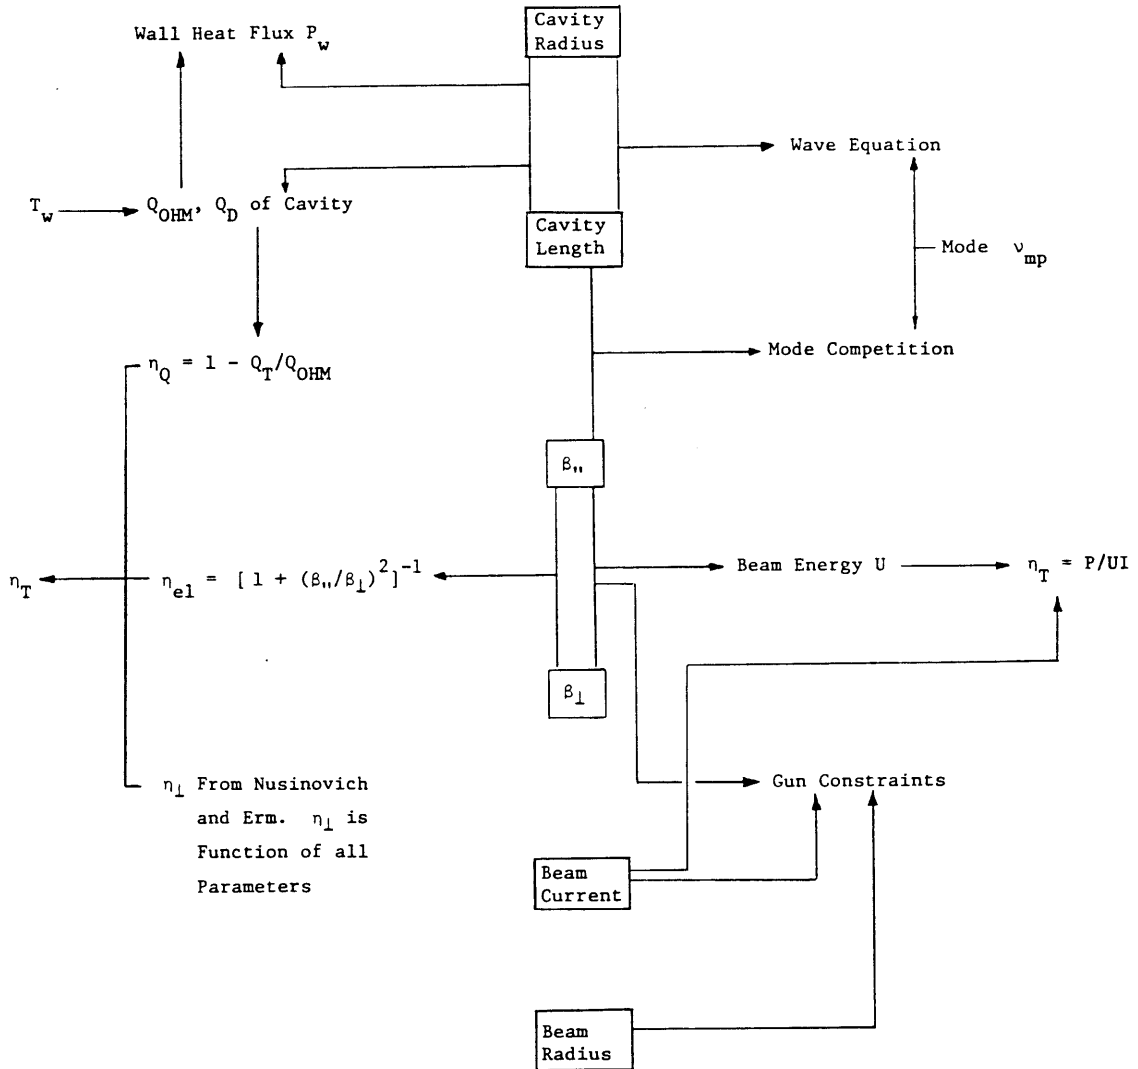 Cavity
Radius
Wall Heat Flux P_w
Wave Equation
T_w
Q_OHM, Q_D of Cavity
Cavity
Length
Mode ν_mp
Mode Competition
η_Q = 1 - Q_T/Q_OHM
β_"
η_T
η_el = [1 + (β_"/β_⊥)^2]^-1
Beam Energy U
η_T = P/UI
β_⊥
Gun Constraints
η_⊥ From Nusinovich
and Erm. η_⊥ is
Function of all
Parameters
Beam
Current
Beam
Radius